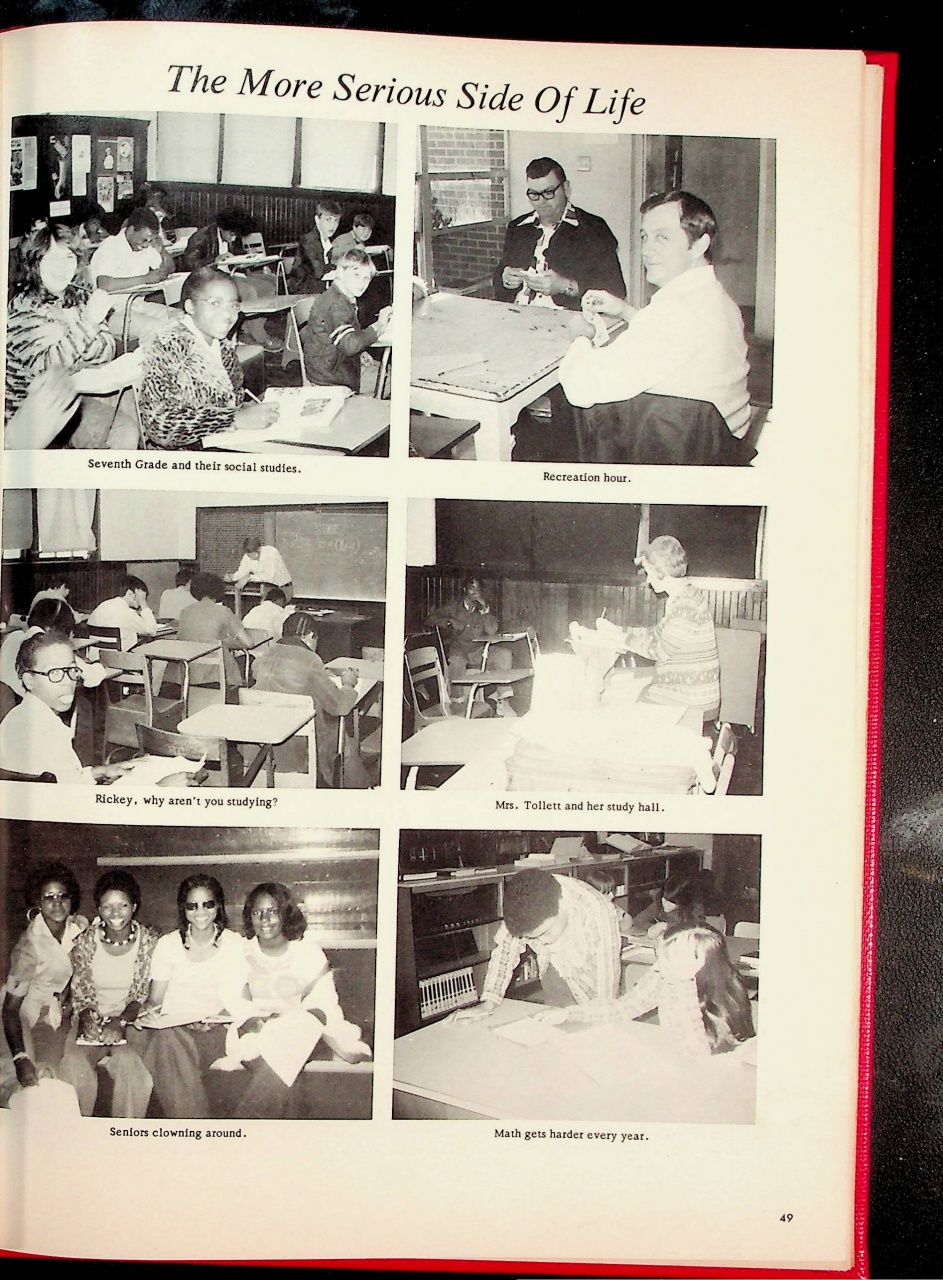 The More Serious Side Of Life
Seventh Grade and their social studies.
Recreation hour.
Rickey, why aren't you studying?
Mrs. Tollett and her study hall.
Seniors clowning around.
Math gets harder every year.
49